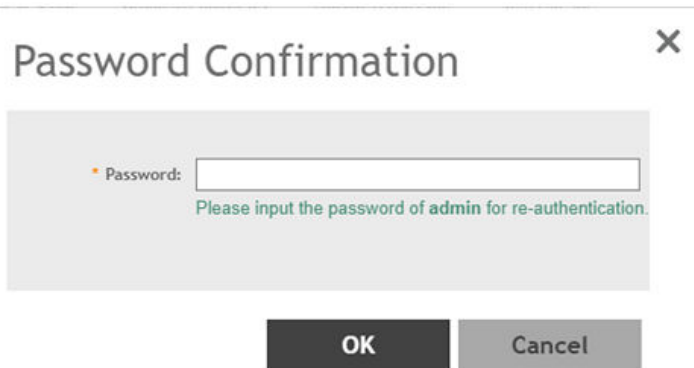 Password Confirmation
* Password:
Please input the password of admin for re-authentication.
OK Cancel